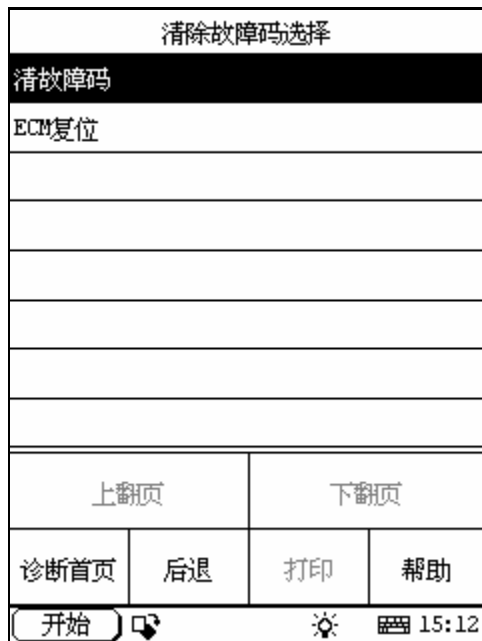 清除故障码选择
清故障码
ECM复位
上翻页 下翻页
诊断首页 后退 打印 帮助
开始 15:12